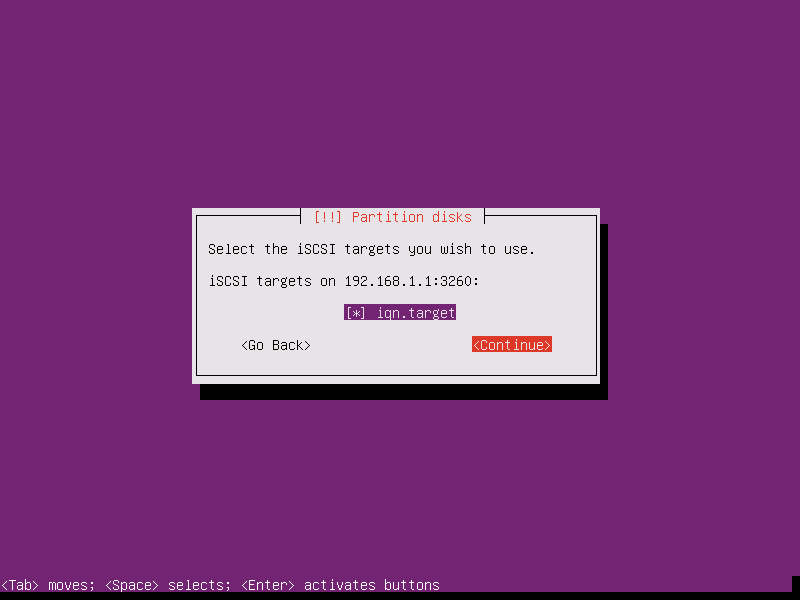 [!!] Partition disks
Select the iSCSI targets you wish to use.
iSCSI targets on 192.168.1.1:3260:
[*] iqn.target
<Go Back> <Continue>
<Tab> moves; <Space> selects; <Enter> activates buttons